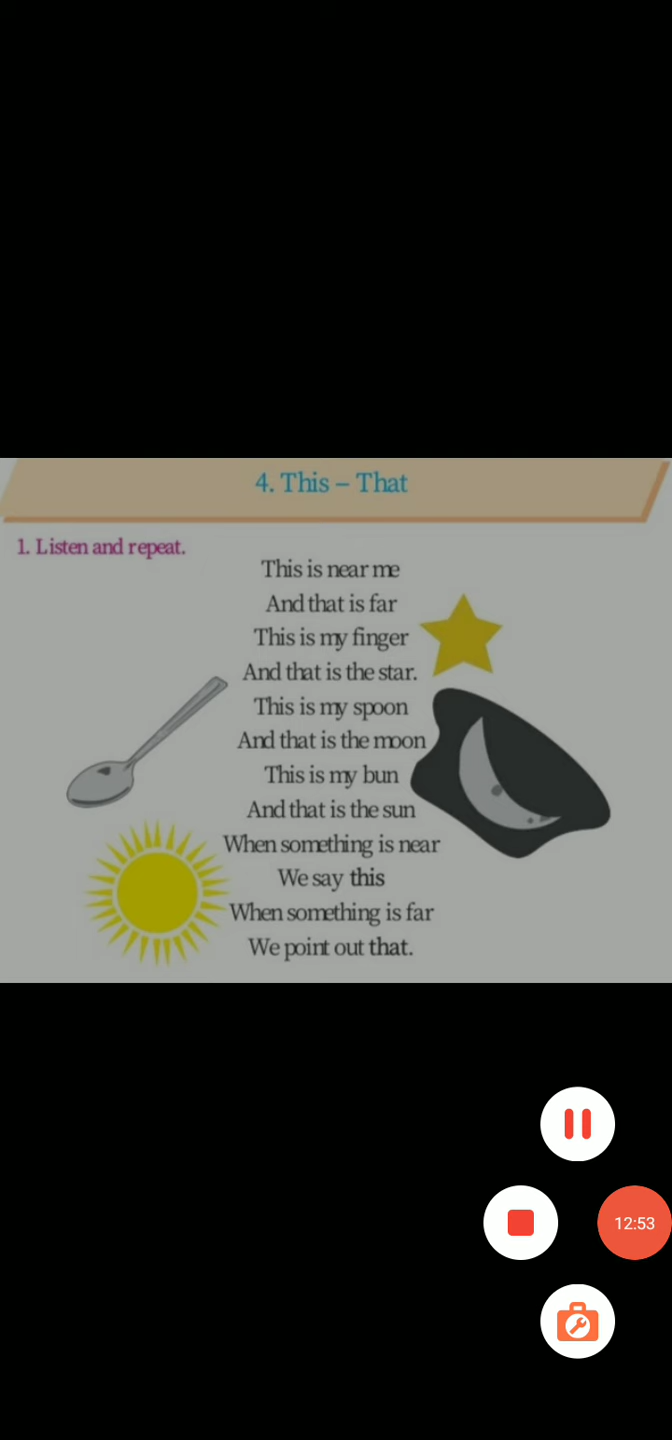 4. This – That
1. Listen and repeat.
This is near me
And that is far
This is my finger
And that is the star.
This is my spoon
And that is the moon
This is my bun
And that is the sun
When something is near
We say this
When something is far
We point out that.
12:53